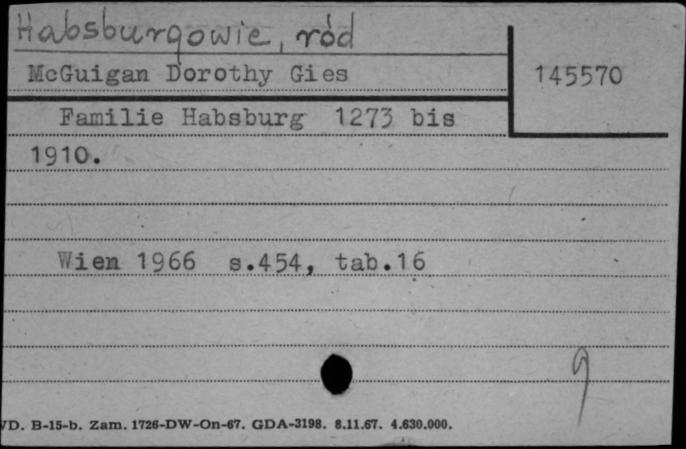 Habsburgowie, ród
McGuigan Dorothy Gies
145570
Familie Habsburg 1273 bis
1910.
Wien 1966 s.454, tab.16
9
VD. B-15-b. Zam. 1726-DW-On-67. GDA-3198. 8.11.67. 4.630.000.